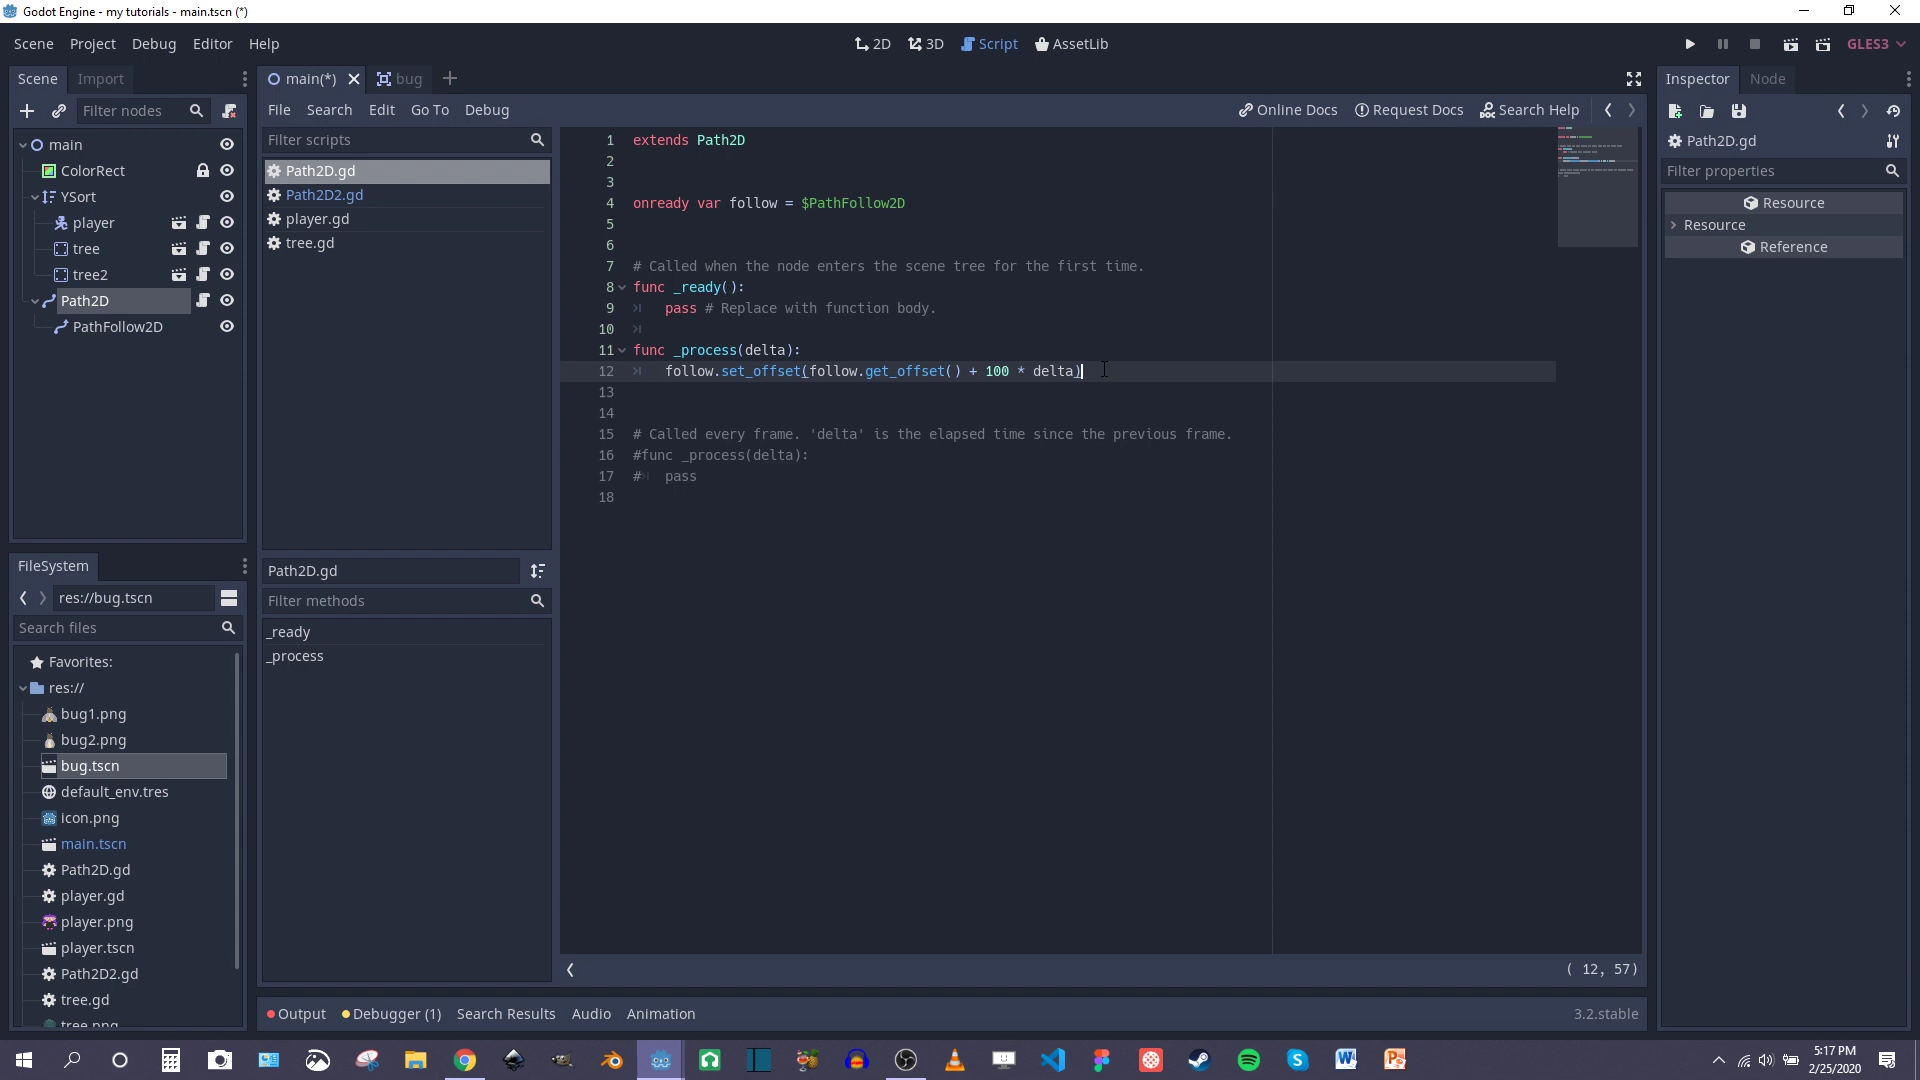 Godot Engine - my tutorials - main.tscn (*)
Scene Project Debug Editor Help
2D 3D Script AssetLib
GLES3
Scene Import
main(*) bug
Inspector Node
Filter nodes
File Search Edit Go To Debug
Online Docs Request Docs Search Help
Filter scripts
Path2D.gd
Path2D2.gd
player.gd
tree.gd
main
ColorRect
YSort
player
tree
tree2
Path2D
PathFollow2D
1 extends Path2D
2
3
4 onready var follow = $PathFollow2D
5
6
7 # Called when the node enters the scene tree for the first time.
8 func _ready():
9 pass # Replace with function body.
10
11 func _process(delta):
12 follow.set_offset(follow.get_offset() + 100 * delta)
13
14
15 # Called every frame. 'delta' is the elapsed time since the previous frame.
16 #func _process(delta):
17 # pass
18
Path2D.gd
Filter properties
Resource
Resource
Reference
FileSystem
res://bug.tscn
Search files
Favorites:
res://
bug1.png
bug2.png
bug.tscn
default_env.tres
icon.png
main.tscn
Path2D.gd
player.gd
player.png
player.tscn
Path2D2.gd
tree.gd
tree.png
Path2D.gd
Filter methods
_ready
_process
( 12, 57)
Output Debugger (1) Search Results Audio Animation
3.2.stable
5:17 PM
2/25/2020